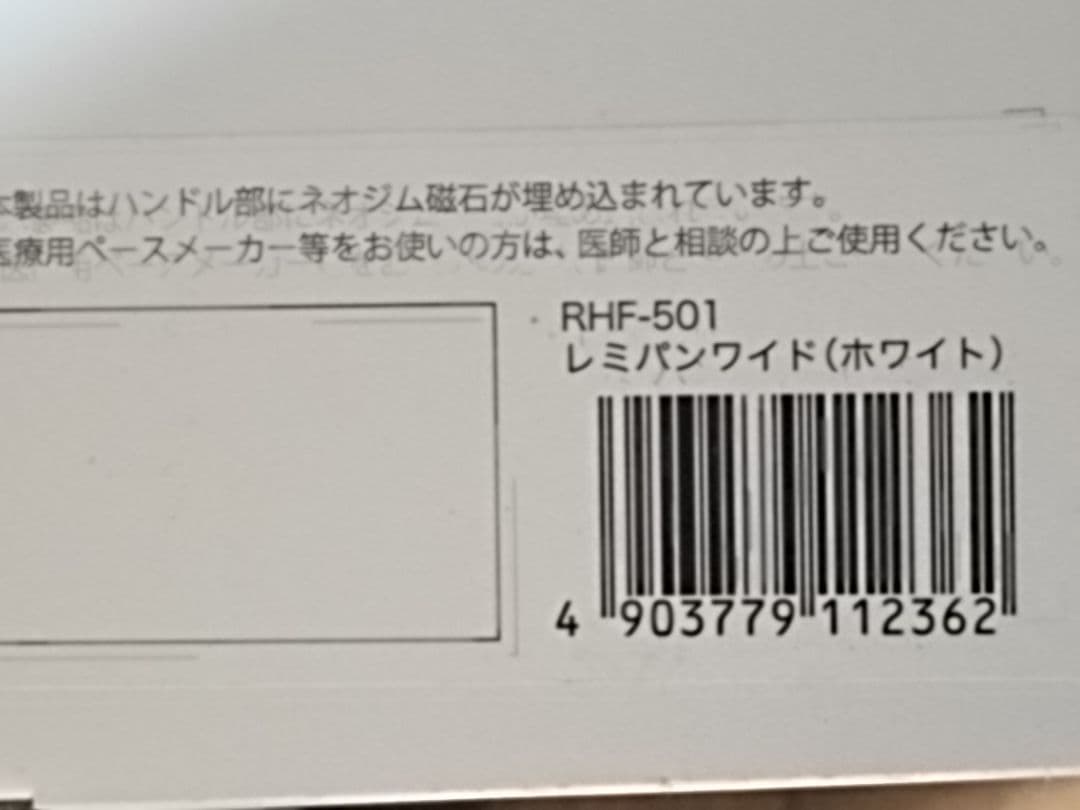 本製品はハンドル部にネオジム磁石が埋め込まれています。
医療用ペースメーカー等をお使いの方は、医師と相談の上ご使用ください。
RHF-501
レミパンワイド(ホワイト)
4 903779 112362